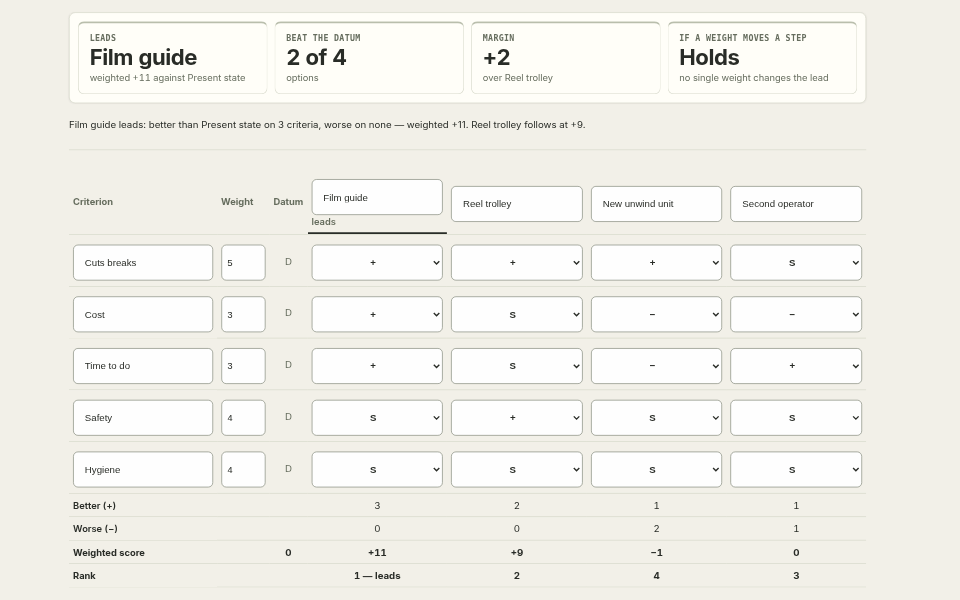 LEADS
Film guide
weighted +11 against Present state
BEAT THE DATUM
2 of 4
options
MARGIN
+2
over Reel trolley
IF A WEIGHT MOVES A STEP
Holds
no single weight changes the lead
Film guide leads: better than Present state on 3 criteria, worse on none — weighted +11. Reel trolley follows at +9.
Criterion Weight Datum Film guide Reel trolley New unwind unit Second operator
leads
Cuts breaks 5 D + + + S
Cost 3 D + S − −
Time to do 3 D + S − +
Safety 4 D S + S S
Hygiene 4 D S S S S
Better (+) 3 2 1 1
Worse (−) 0 0 2 1
Weighted score 0 +11 +9 −1 0
Rank 1 — leads 2 4 3